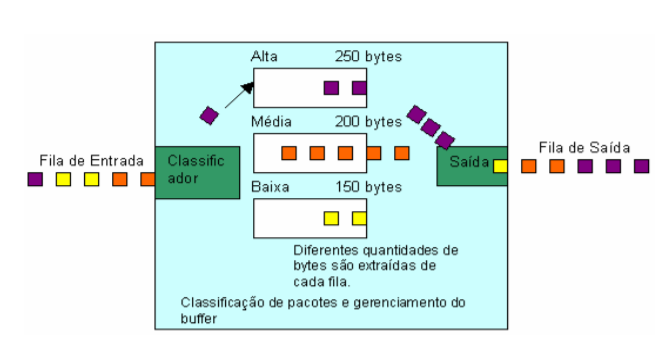 Alta 250 bytes
Média 200 bytes
Fila de Entrada
Classific
ador
Saída
Fila de Saída
Baixa 150 bytes
Diferentes quantidades de
bytes são extraídas de
cada fila.
Classificação de pacotes e gerenciamento do
buffer